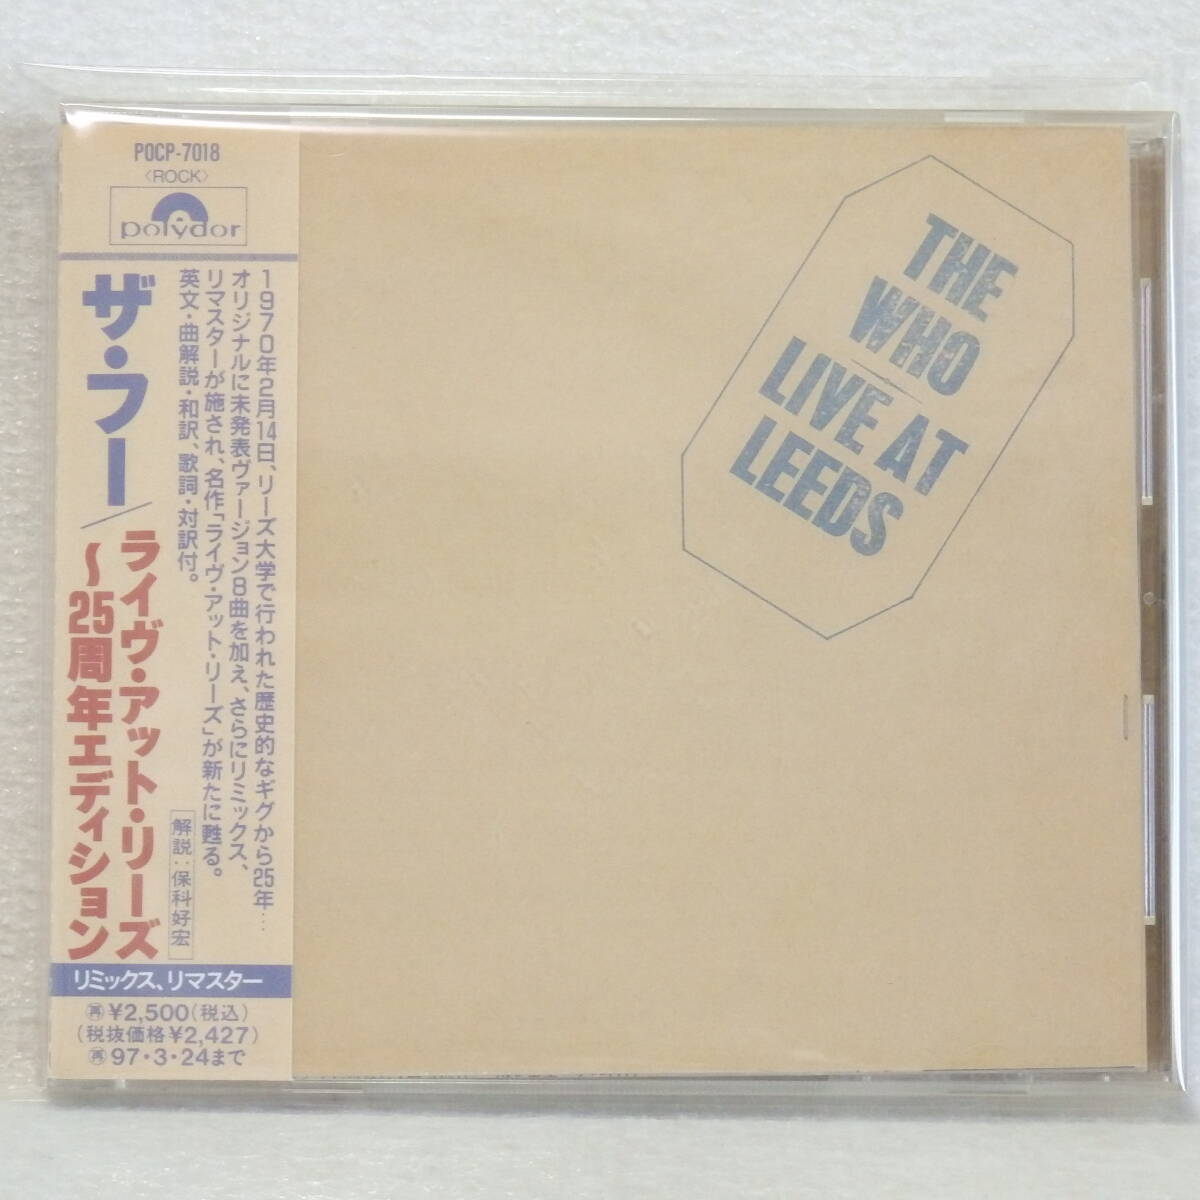 POCP-7018
〈ROCK〉
polydor
ザ・フー／
ライヴ・アット・リーズ
〜25周年エディション
1970年2月14日、リーズ大学で行われた歴史的なギグから25年…
オリジナルに未発表ヴァージョン8曲を加え、さらにリミックス、
リマスターが施され、名作「ライヴ・アット・リーズ」が新たに甦る。
英文・曲解説・和訳、歌詞・対訳付。
解説：保科好宏
リミックス、リマスター
再¥2,500(税込)
(税抜価格¥2,427)
再97・3・24まで
THE
WHO
LIVE AT
LEEDS